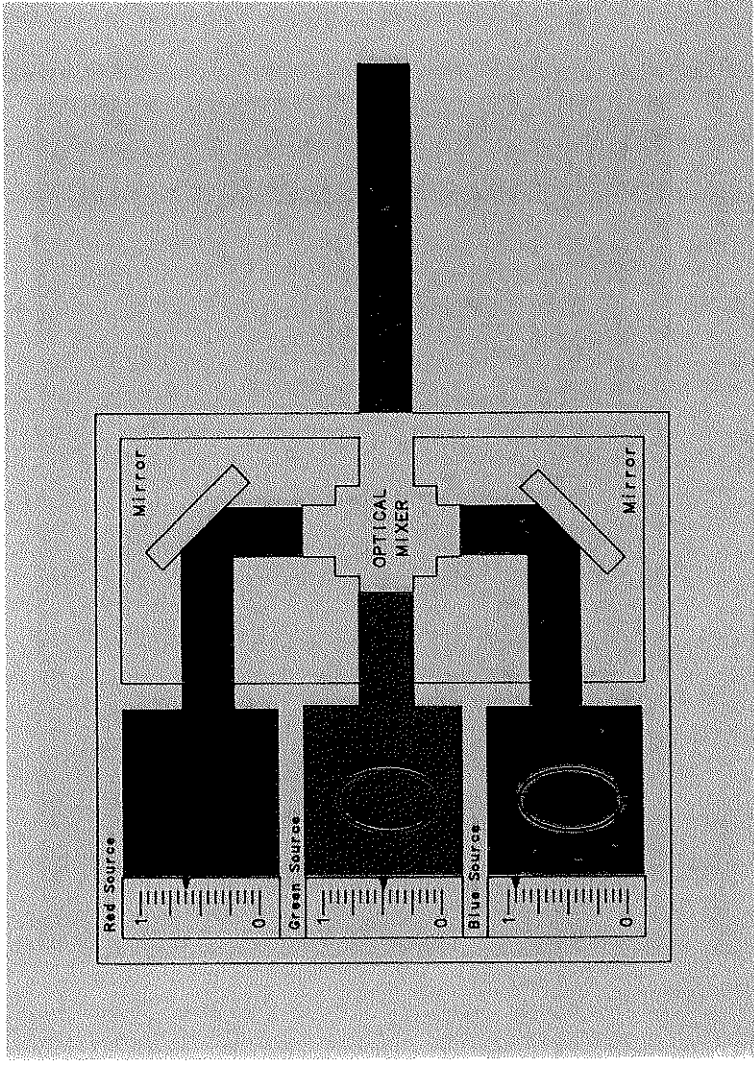 Red Source
1
0
Mirror
Green Source
1
0
OPTICAL
MIXER
Blue Source
1
0
Mirror